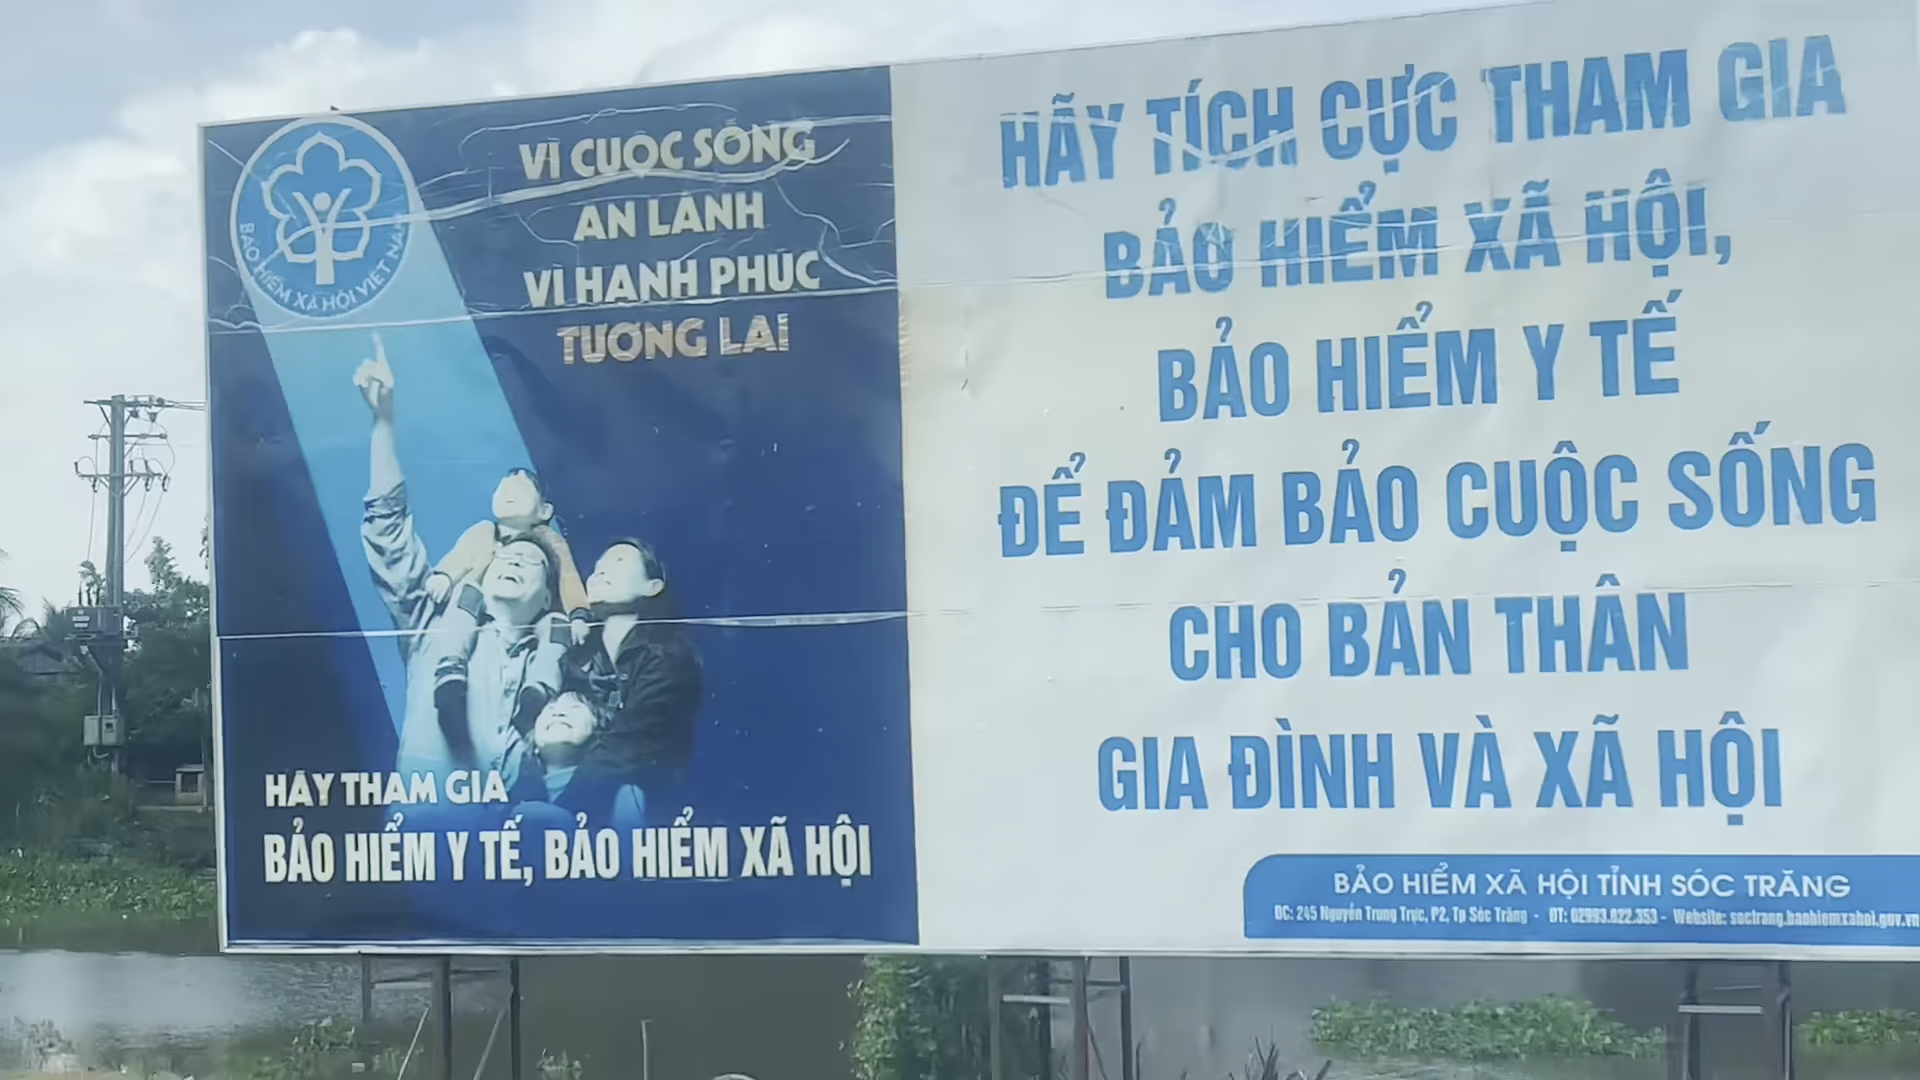 BẢO HIỂM XÃ HỘI VIỆT NAM
VÌ CUỘC SỐNG
AN LÀNH
VÌ HẠNH PHÚC
TƯƠNG LAI
HÃY THAM GIA
BẢO HIỂM Y TẾ, BẢO HIỂM XÃ HỘI
HÃY TÍCH CỰC THAM GIA
BẢO HIỂM XÃ HỘI,
BẢO HIỂM Y TẾ
ĐỂ ĐẢM BẢO CUỘC SỐNG
CHO BẢN THÂN
GIA ĐÌNH VÀ XÃ HỘI
BẢO HIỂM XÃ HỘI TỈNH SÓC TRĂNG
ĐC: 245 Nguyễn Trung Trực, P2, Tp Sóc Trăng - ĐT: 02993.822.353 - Website: soctrang.baohiemxahoi.gov.vn